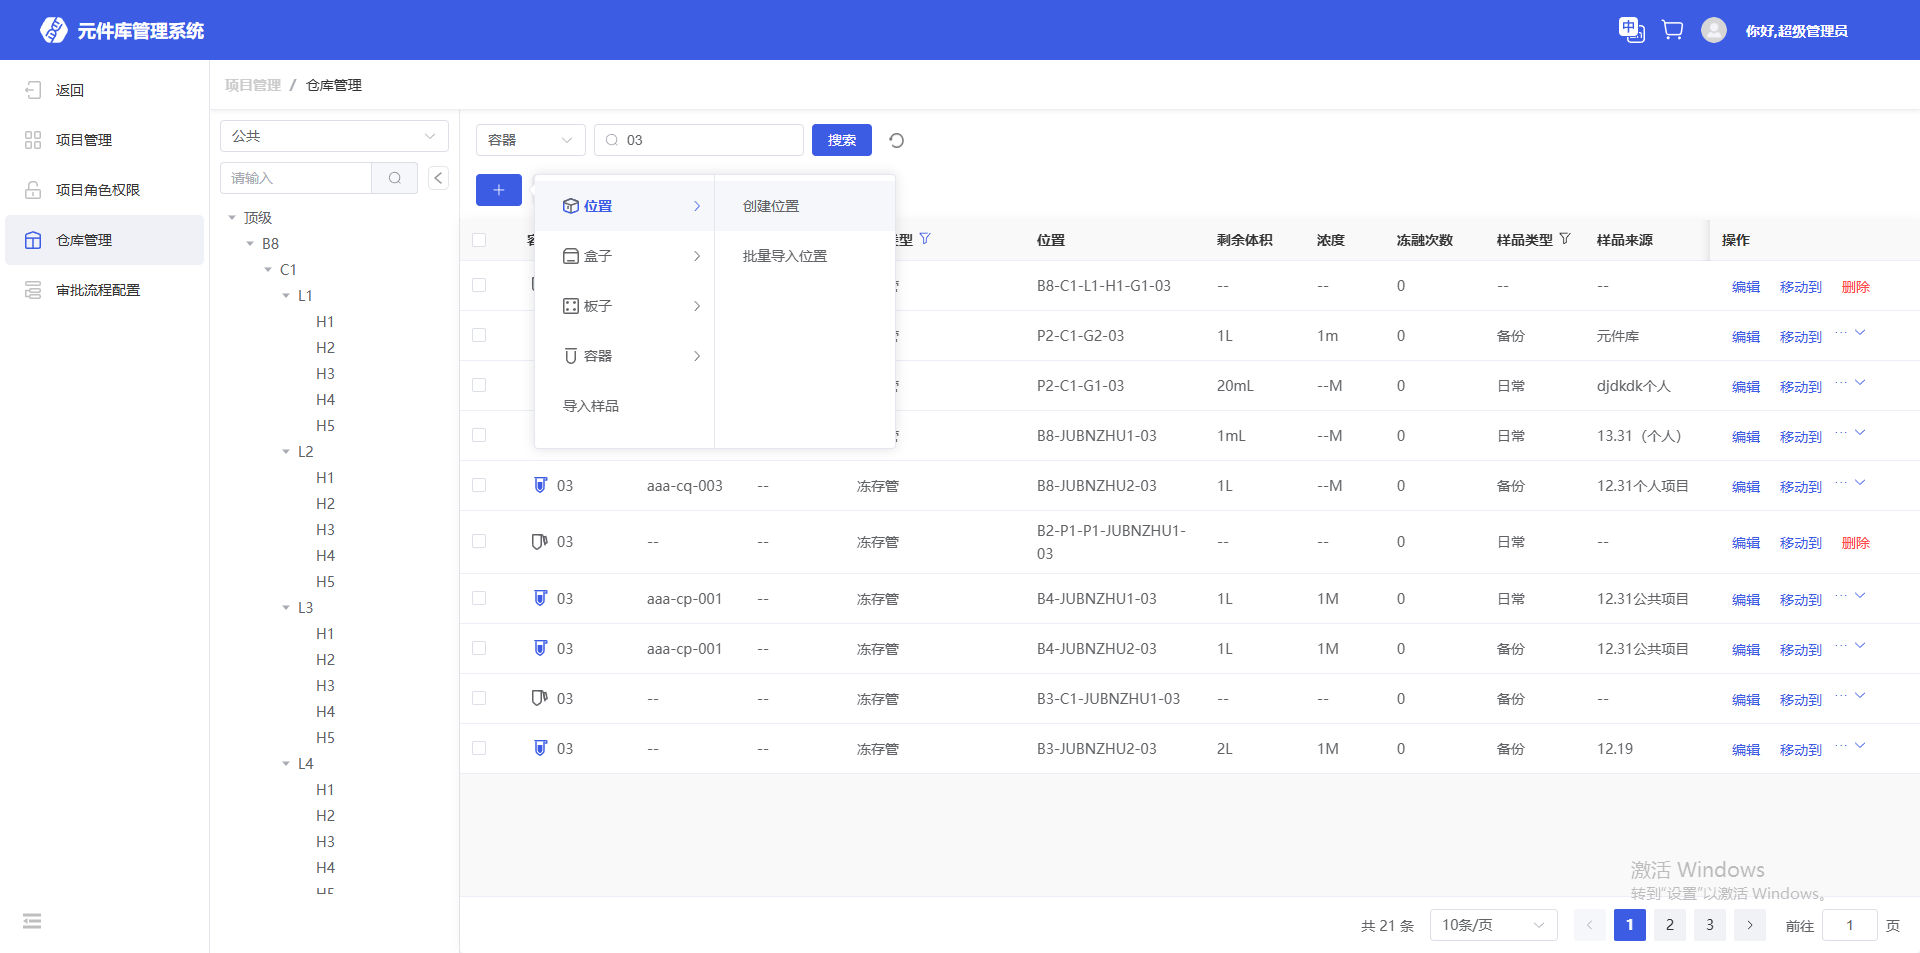 元件库管理系统
中
你好,超级管理员
返回
项目管理
项目角色权限
仓库管理
审批流程配置
项目管理 / 仓库管理
公共
请输入
顶级
B8
C1
L1
H1
H2
H3
H4
H5
L2
H1
H2
H3
H4
H5
L3
H1
H2
H3
H4
H5
L4
H1
H2
H3
H4
H5
容器 03 搜索
位置
盒子
板子
容器
导入样品
创建位置
批量导入位置
型 位置 剩余体积 浓度 冻融次数 样品类型 样品来源 操作
B8-C1-L1-H1-G1-03 -- -- 0 -- -- 编辑 移动到 删除
P2-C1-G2-03 1L 1m 0 备份 元件库 编辑 移动到 ...
P2-C1-G1-03 20mL --M 0 日常 djdkdk个人 编辑 移动到 ...
B8-JUBNZHU1-03 1mL --M 0 日常 13.31（个人） 编辑 移动到 ...
03 aaa-cq-003 -- 冻存管 B8-JUBNZHU2-03 1L --M 0 备份 12.31个人项目 编辑 移动到 ...
03 -- -- 冻存管 B2-P1-P1-JUBNZHU1-
03 -- -- 0 日常 -- 编辑 移动到 删除
03 aaa-cp-001 -- 冻存管 B4-JUBNZHU1-03 1L 1M 0 日常 12.31公共项目 编辑 移动到 ...
03 aaa-cp-001 -- 冻存管 B4-JUBNZHU2-03 1L 1M 0 备份 12.31公共项目 编辑 移动到 ...
03 -- -- 冻存管 B3-C1-JUBNZHU1-03 -- -- 0 备份 -- 编辑 移动到 ...
03 -- -- 冻存管 B3-JUBNZHU2-03 2L 1M 0 备份 12.19 编辑 移动到 ...
激活 Windows
转到“设置”以激活 Windows。
共 21 条 10条/页 1 2 3 前往 1 页